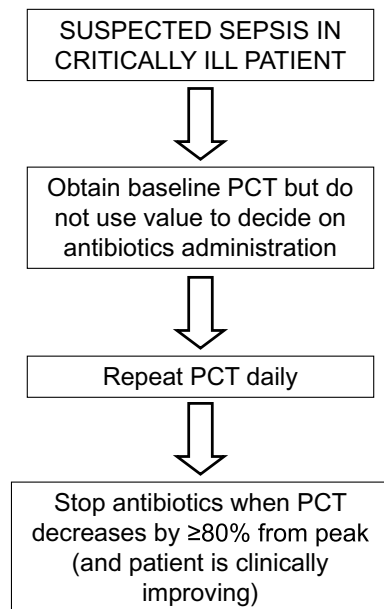 SUSPECTED SEPSIS IN
CRITICALLY ILL PATIENT
Obtain baseline PCT but do
not use value to decide on
antibiotics administration
Repeat PCT daily
Stop antibiotics when PCT
decreases by ≥80% from peak
(and patient is clinically
improving)